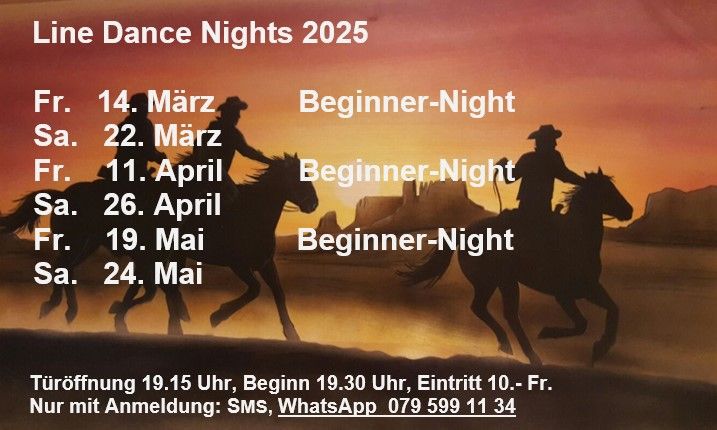 Line Dance Nights 2025
Fr. 14. März Beginner-Night
Sa. 22. März
Fr. 11. April Beginner-Night
Sa. 26. April
Fr. 19. Mai Beginner-Night
Sa. 24. Mai
Türöffnung 19.15 Uhr, Beginn 19.30 Uhr, Eintritt 10.- Fr.
Nur mit Anmeldung: SMS, WhatsApp 079 599 11 34